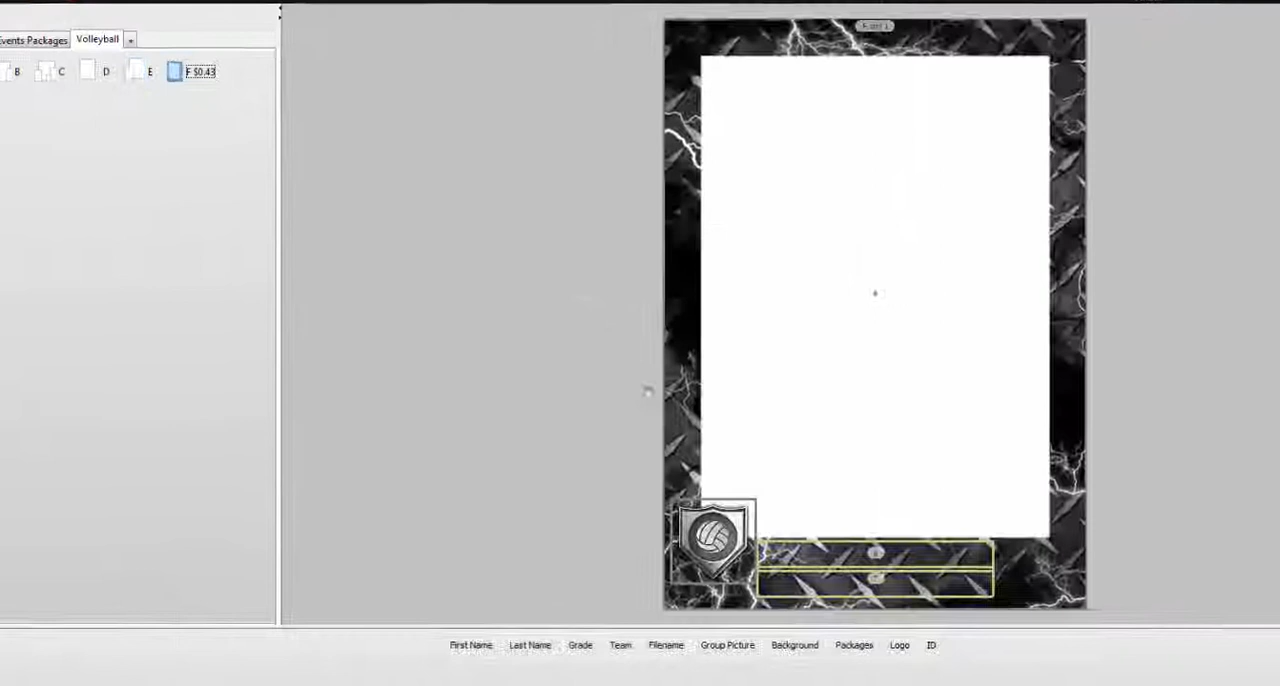 Events Packages Volleyball
B C D E F $0.43
First Name Last Name Grade Team Filename Group Picture Background Packages Logo ID